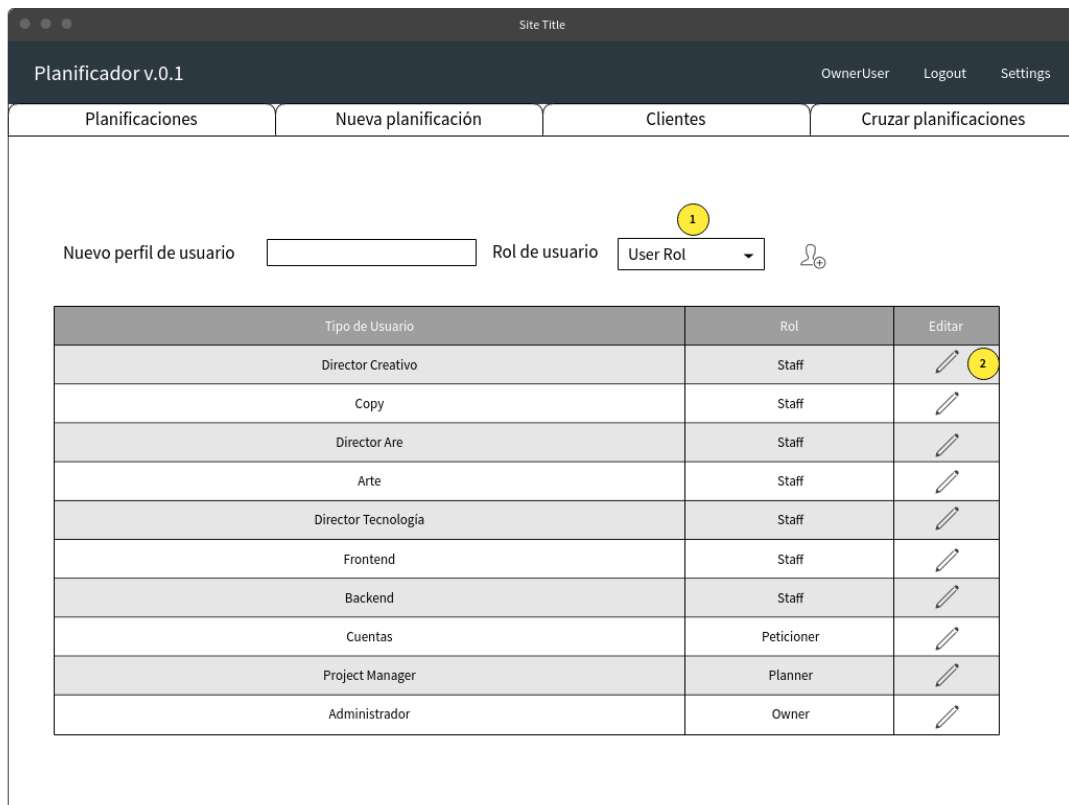 Site Title
Planificador v.0.1
OwnerUser Logout Settings
Planificaciones Nueva planificación Clientes Cruzar planificaciones
1
Nuevo perfil de usuario Rol de usuario User Rol
Tipo de Usuario Rol Editar
Director Creativo Staff 2
Copy Staff
Director Are Staff
Arte Staff
Director Tecnología Staff
Frontend Staff
Backend Staff
Cuentas Peticioner
Project Manager Planner
Administrador Owner